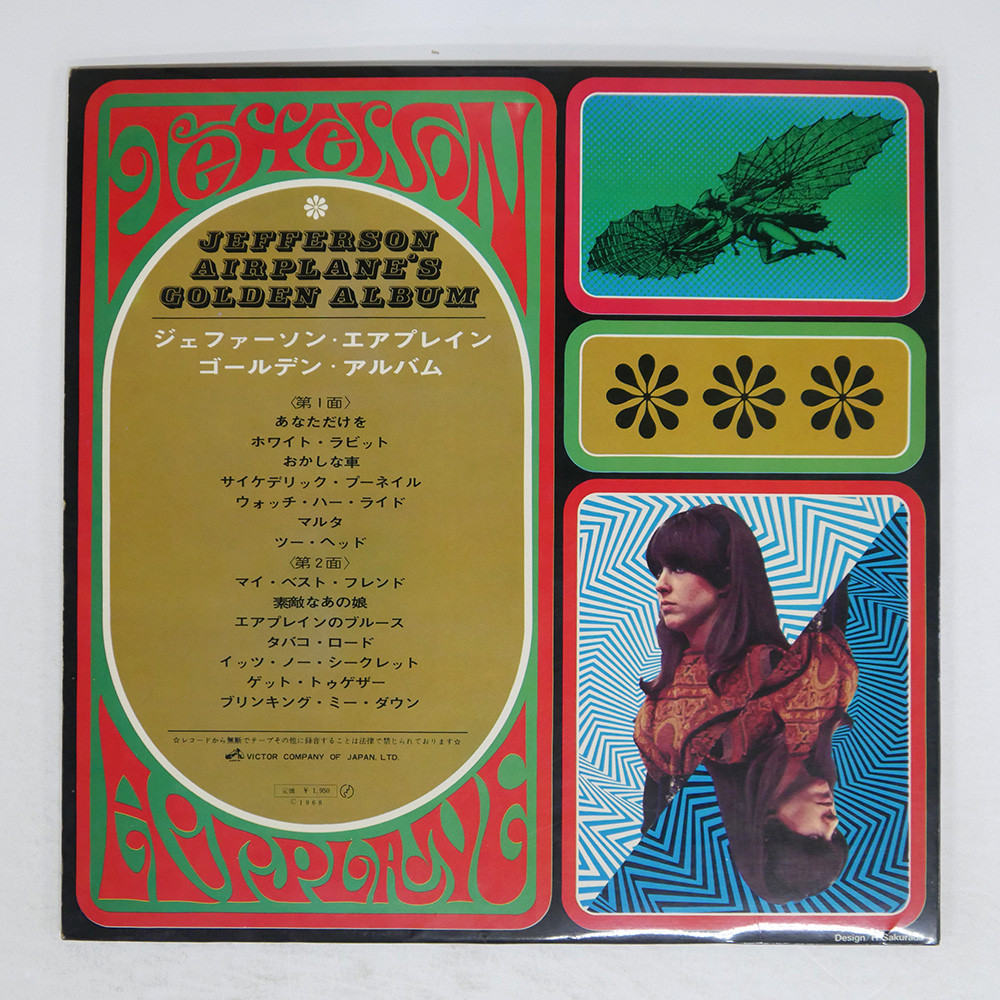 Jefferson
JEFFERSON
AIRPLANE'S
GOLDEN ALBUM
ジェファーソン・エアプレイン
ゴールデン・アルバム
〈第1面〉
あなただけを
ホワイト・ラビット
おかしな車
サイケデリック・プーネイル
ウォッチ・ハー・ライド
マルタ
ツー・ヘッド
〈第2面〉
マイ・ベスト・フレンド
素敵なあの娘
エアプレインのブルース
タバコ・ロード
イッツ・ノー・シークレット
ゲット・トゥゲザー
ブリンキング・ミー・ダウン
☆レコードから無断でテープその他に録音することは法律で禁じられております☆
VICTOR COMPANY OF JAPAN, LTD.
定価 ¥1,950
©1968
AIRPLANE
Design / H.Sakurada